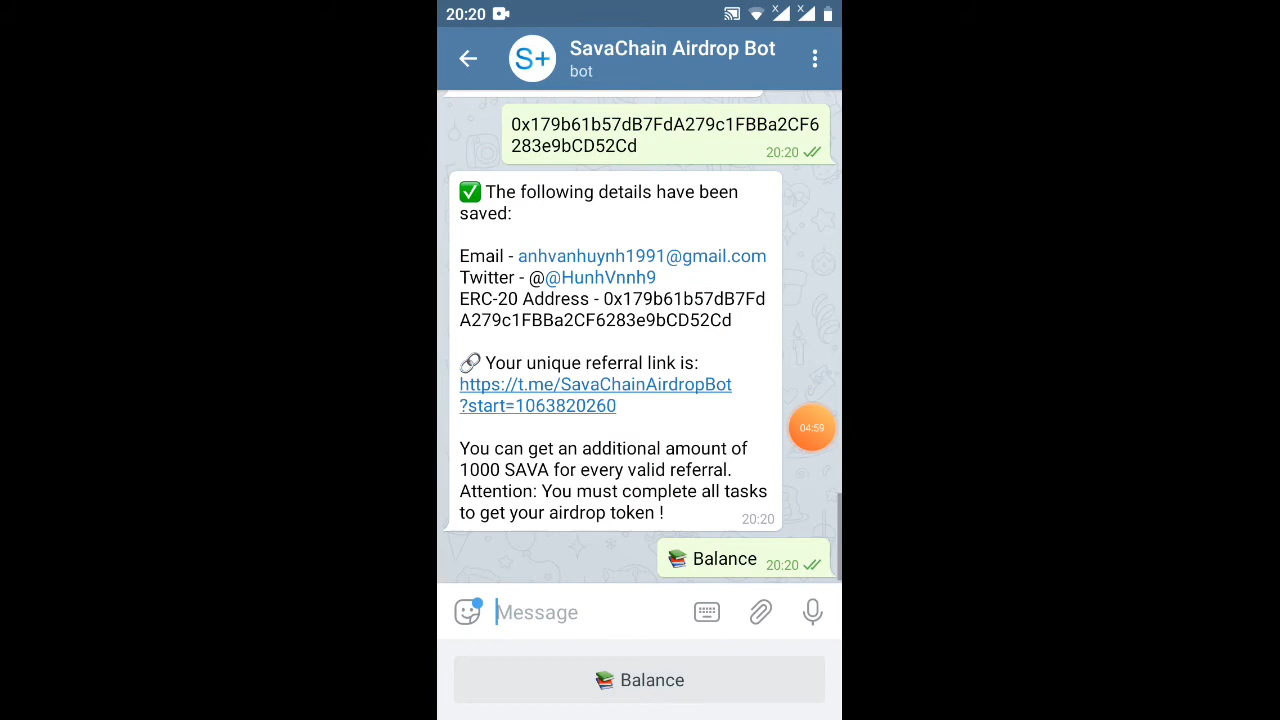 20:20
SavaChain Airdrop Bot
S+
bot
0x179b61b57dB7FdA279c1FBBa2CF6
283e9bCD52Cd
20:20
✅ The following details have been
saved:
Email - anhvanhuynh1991@gmail.com
Twitter - @@HunhVnnh9
ERC-20 Address - 0x179b61b57dB7Fd
A279c1FBBa2CF6283e9bCD52Cd
🔗 Your unique referral link is:
https://t.me/SavaChainAirdropBot
?start=1063820260
04:59
You can get an additional amount of
1000 SAVA for every valid referral.
Attention: You must complete all tasks
to get your airdrop token !
20:20
📚 Balance 20:20
Message
📚 Balance